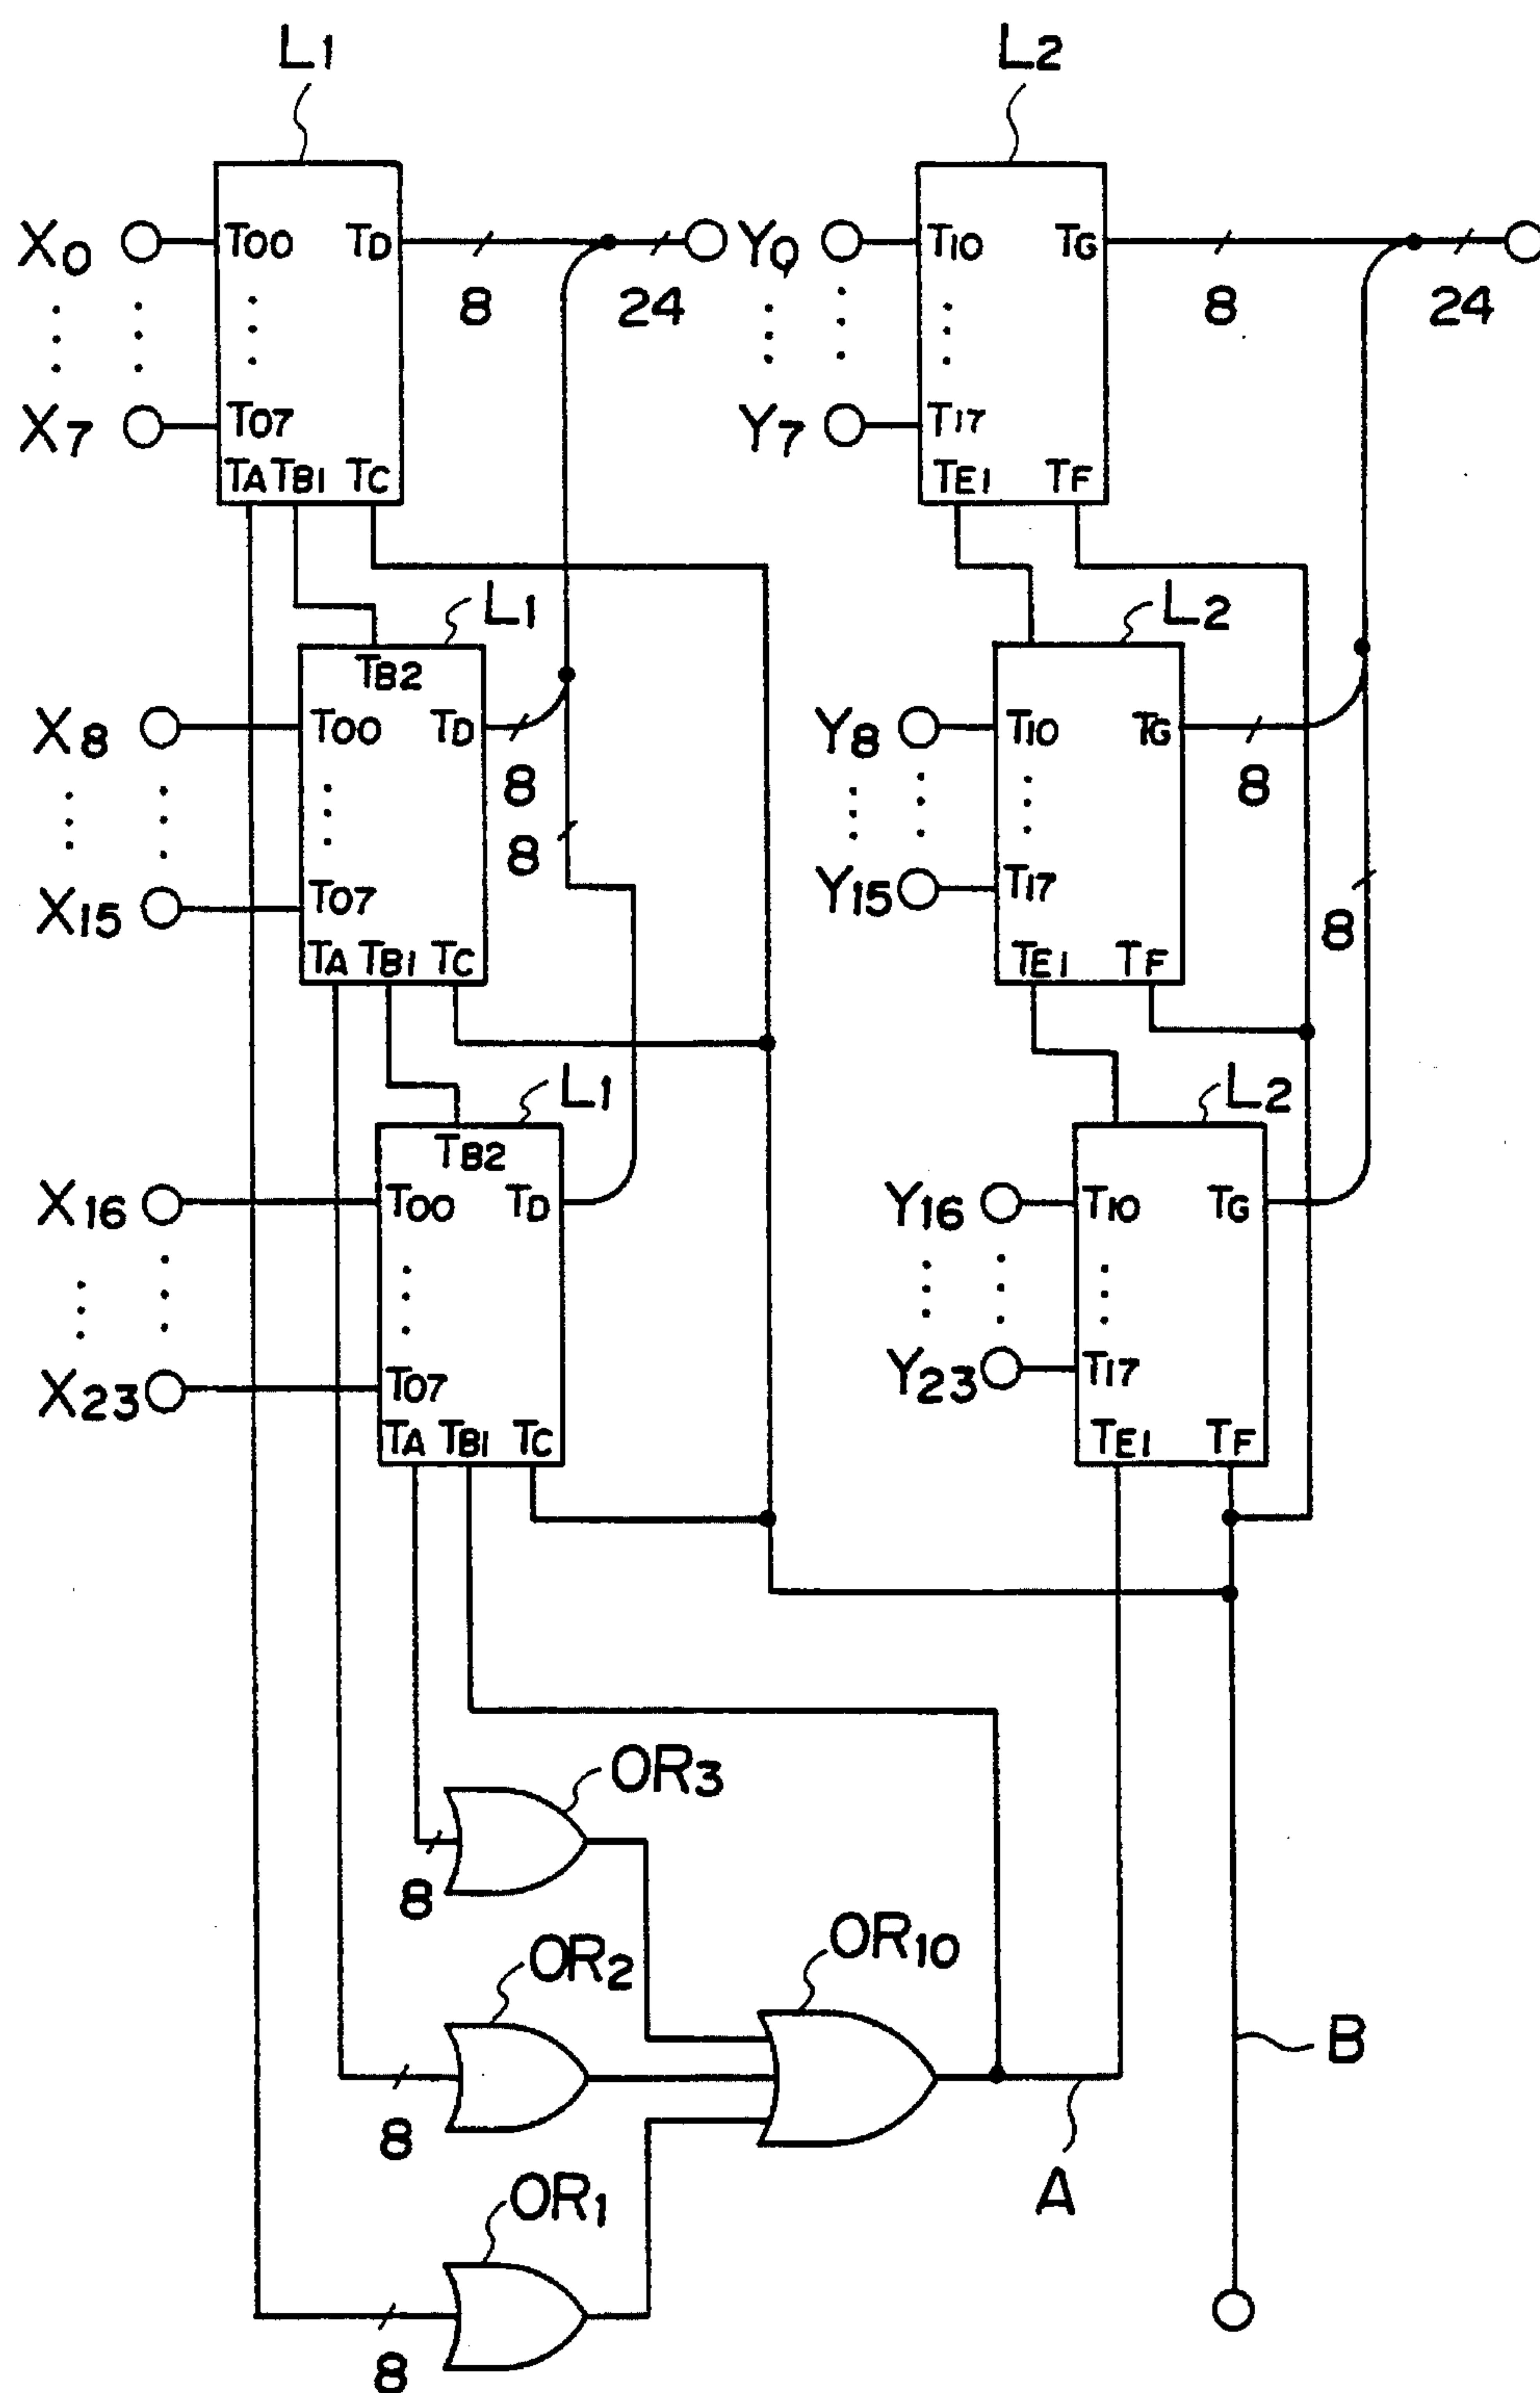 L1 L2
X0 T00 TD Y0 T10 TG
8 24 8 24
X7 T07 Y7 T17
TA TB1 TC TE1 TF
L1 L2
TB2
X8 T00 TD Y8 T10 TG
8 8
8
X15 T07 Y15 T17
8
TA TB1 TC TE1 TF
L1 L2
TB2
X16 T00 TD Y16 T10 TG
X23 T07 Y23 T17
TA TB1 TC TE1 TF
OR3
8
OR2 OR10
B
8
A
OR1
8